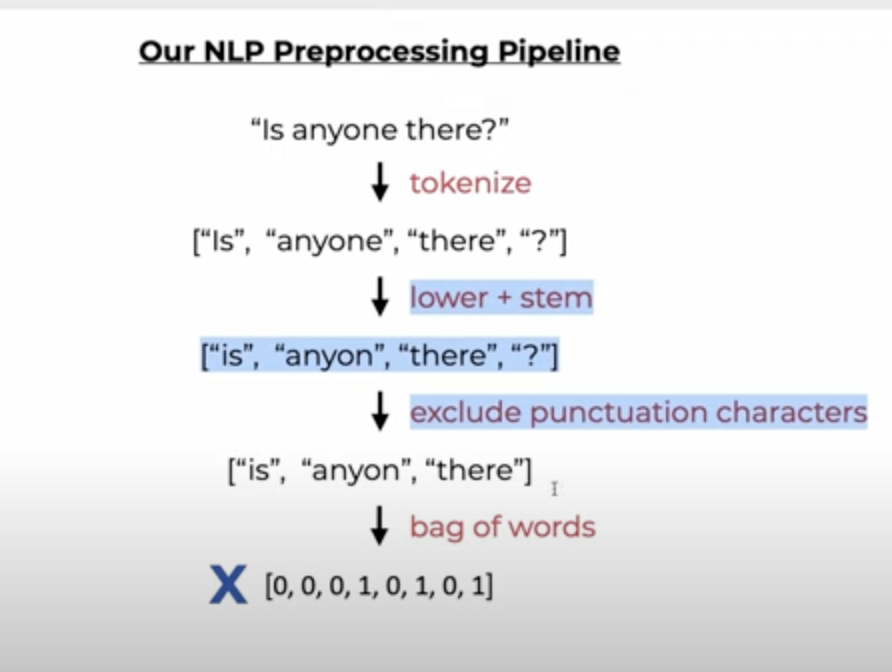 Our NLP Preprocessing Pipeline
“Is anyone there?”
tokenize
[“Is”, “anyone”, “there”, “?”]
lower + stem
[“is”, “anyon”, “there”, “?”]
exclude punctuation characters
[“is”, “anyon”, “there”]
bag of words
X [0, 0, 0, 1, 0, 1, 0, 1]